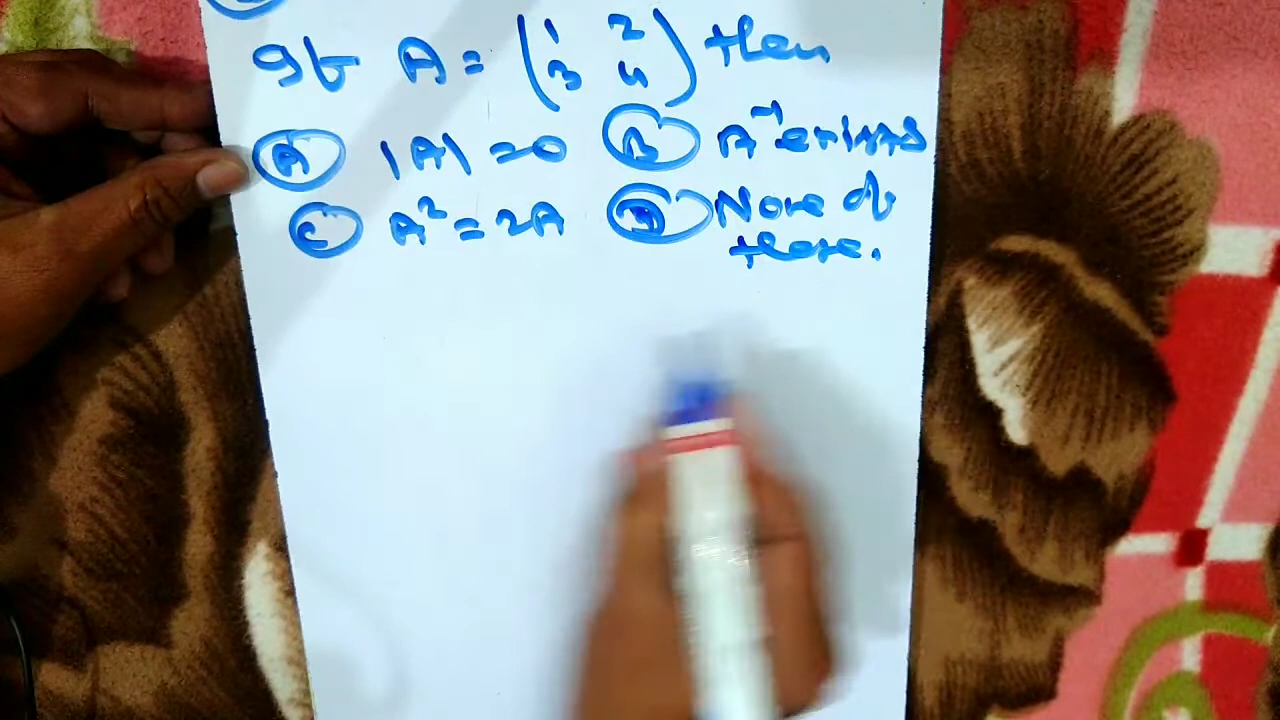 If A = (1 2
3 4) then
(A) |A| = 0 (B) A⁻¹ exists
(C) A² = 2A (D) None of
these.